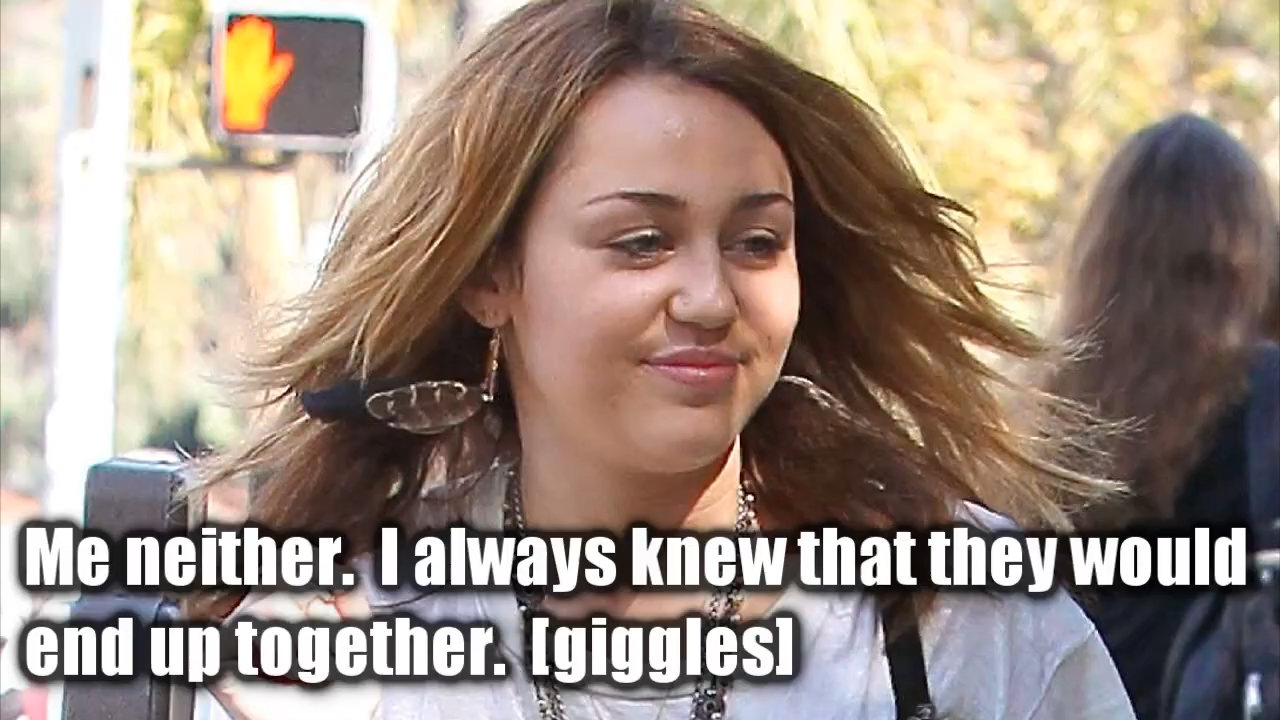 Me neither.  I always knew that they would
end up together.  [giggles]